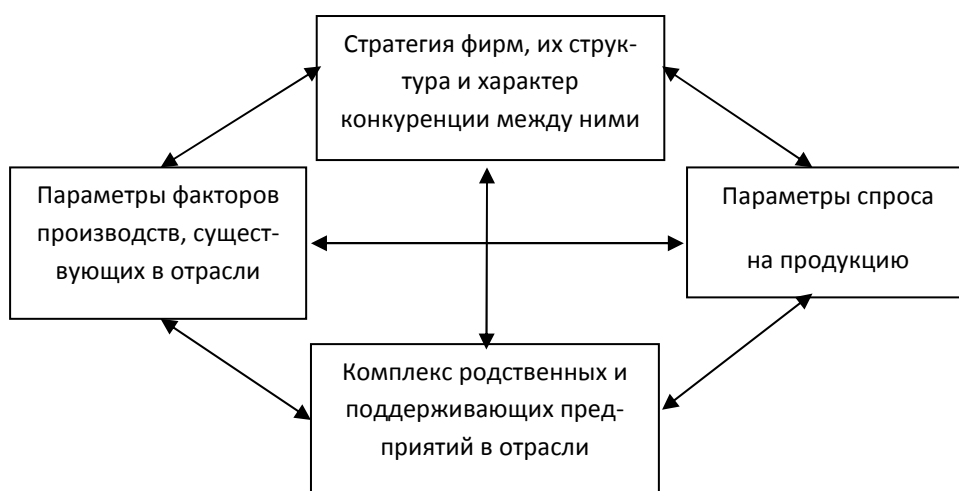 Стратегия фирм, их струк-
тура и характер
конкуренции между ними
Параметры факторов
производств, сущест-
вующих в отрасли
Параметры спроса
на продукцию
Комплекс родственных и
поддерживающих пред-
приятий в отрасли